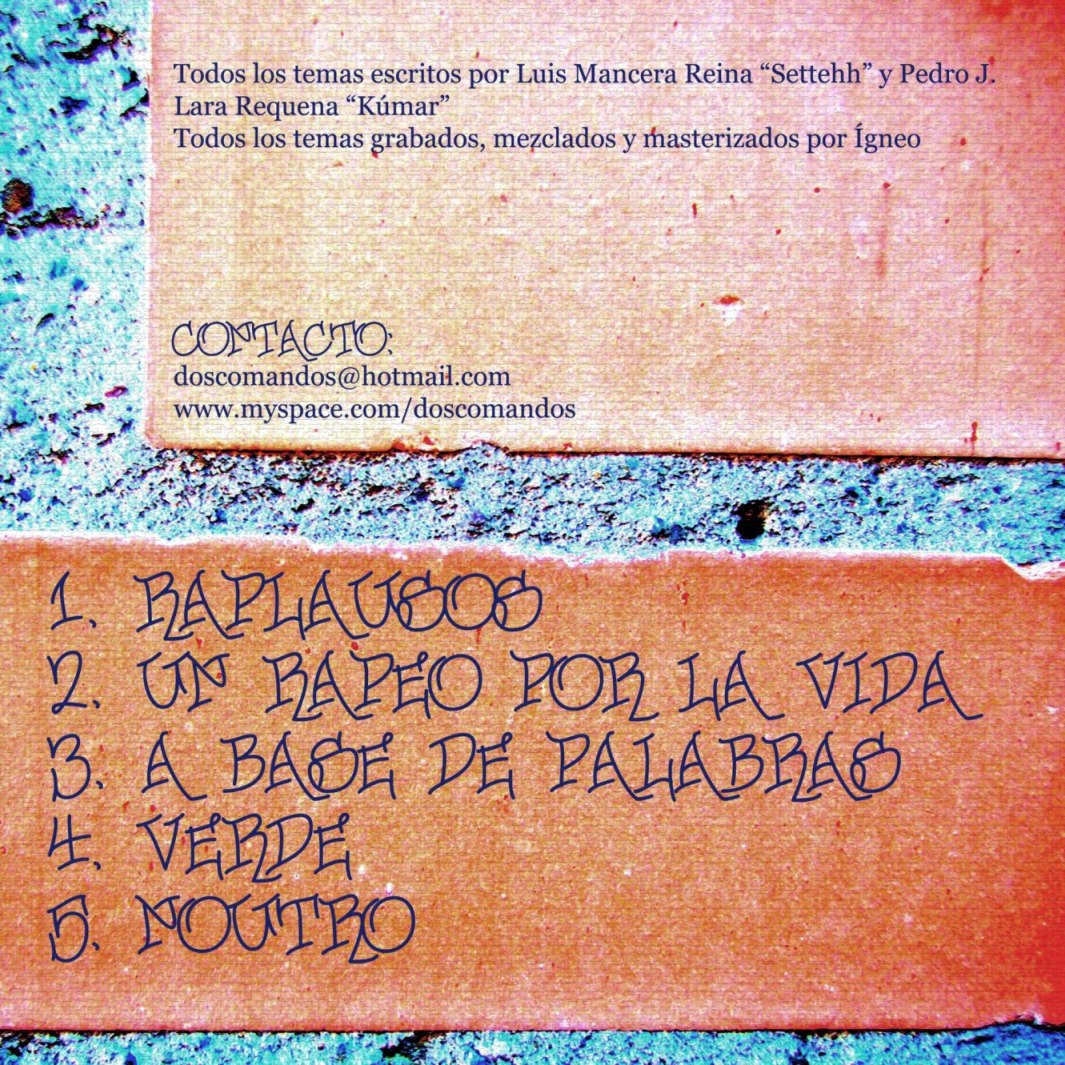 Todos los temas escritos por Luis Mancera Reina “Settehh” y Pedro J.
Lara Requena “Kúmar”
Todos los temas grabados, mezclados y masterizados por Ígneo
CONTACTO:
doscomandos@hotmail.com
www.myspace.com/doscomandos
1. RAPLAUSOS
2. UN RAPEO POR LA VIDA
3. A BASE DE PALABRAS
4. VERDE
5. NOUTRO